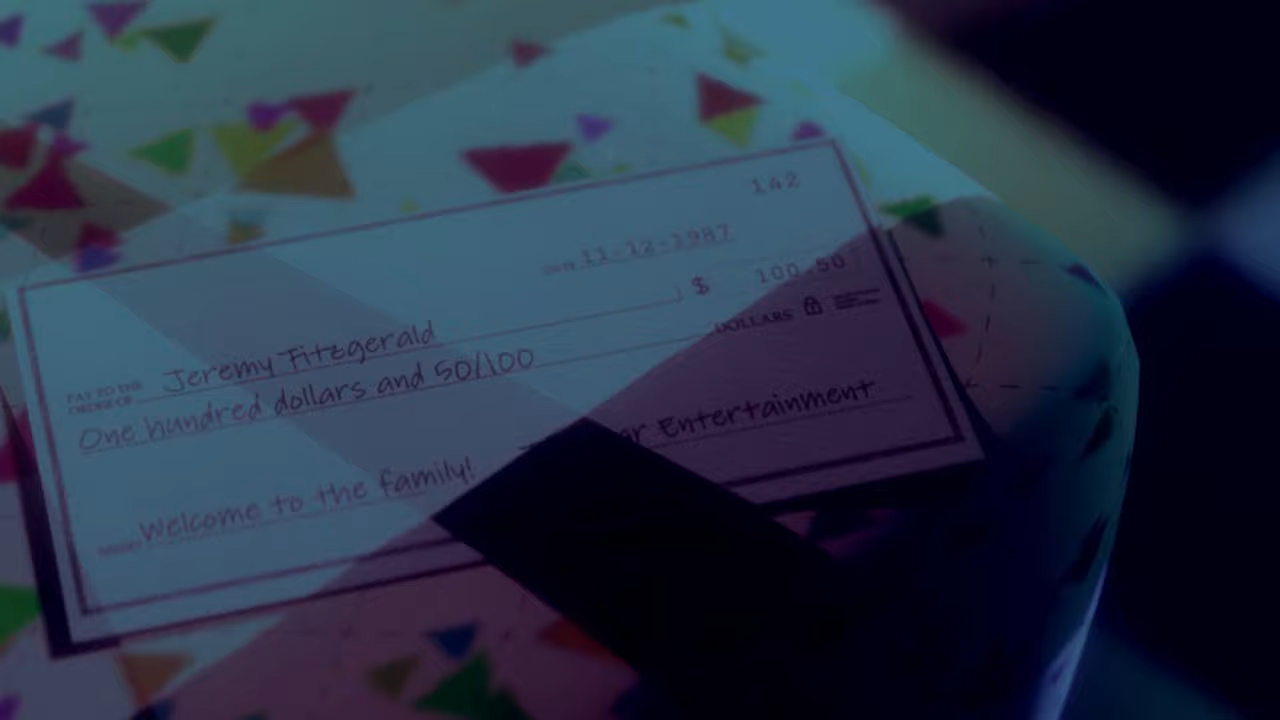 142
11-12-1987
$ 100.50
PAY TO THE
ORDER OF Jeremy Fitzgerald
One hundred dollars and 50/100 DOLLARS
Entertainment
Welcome to the family!